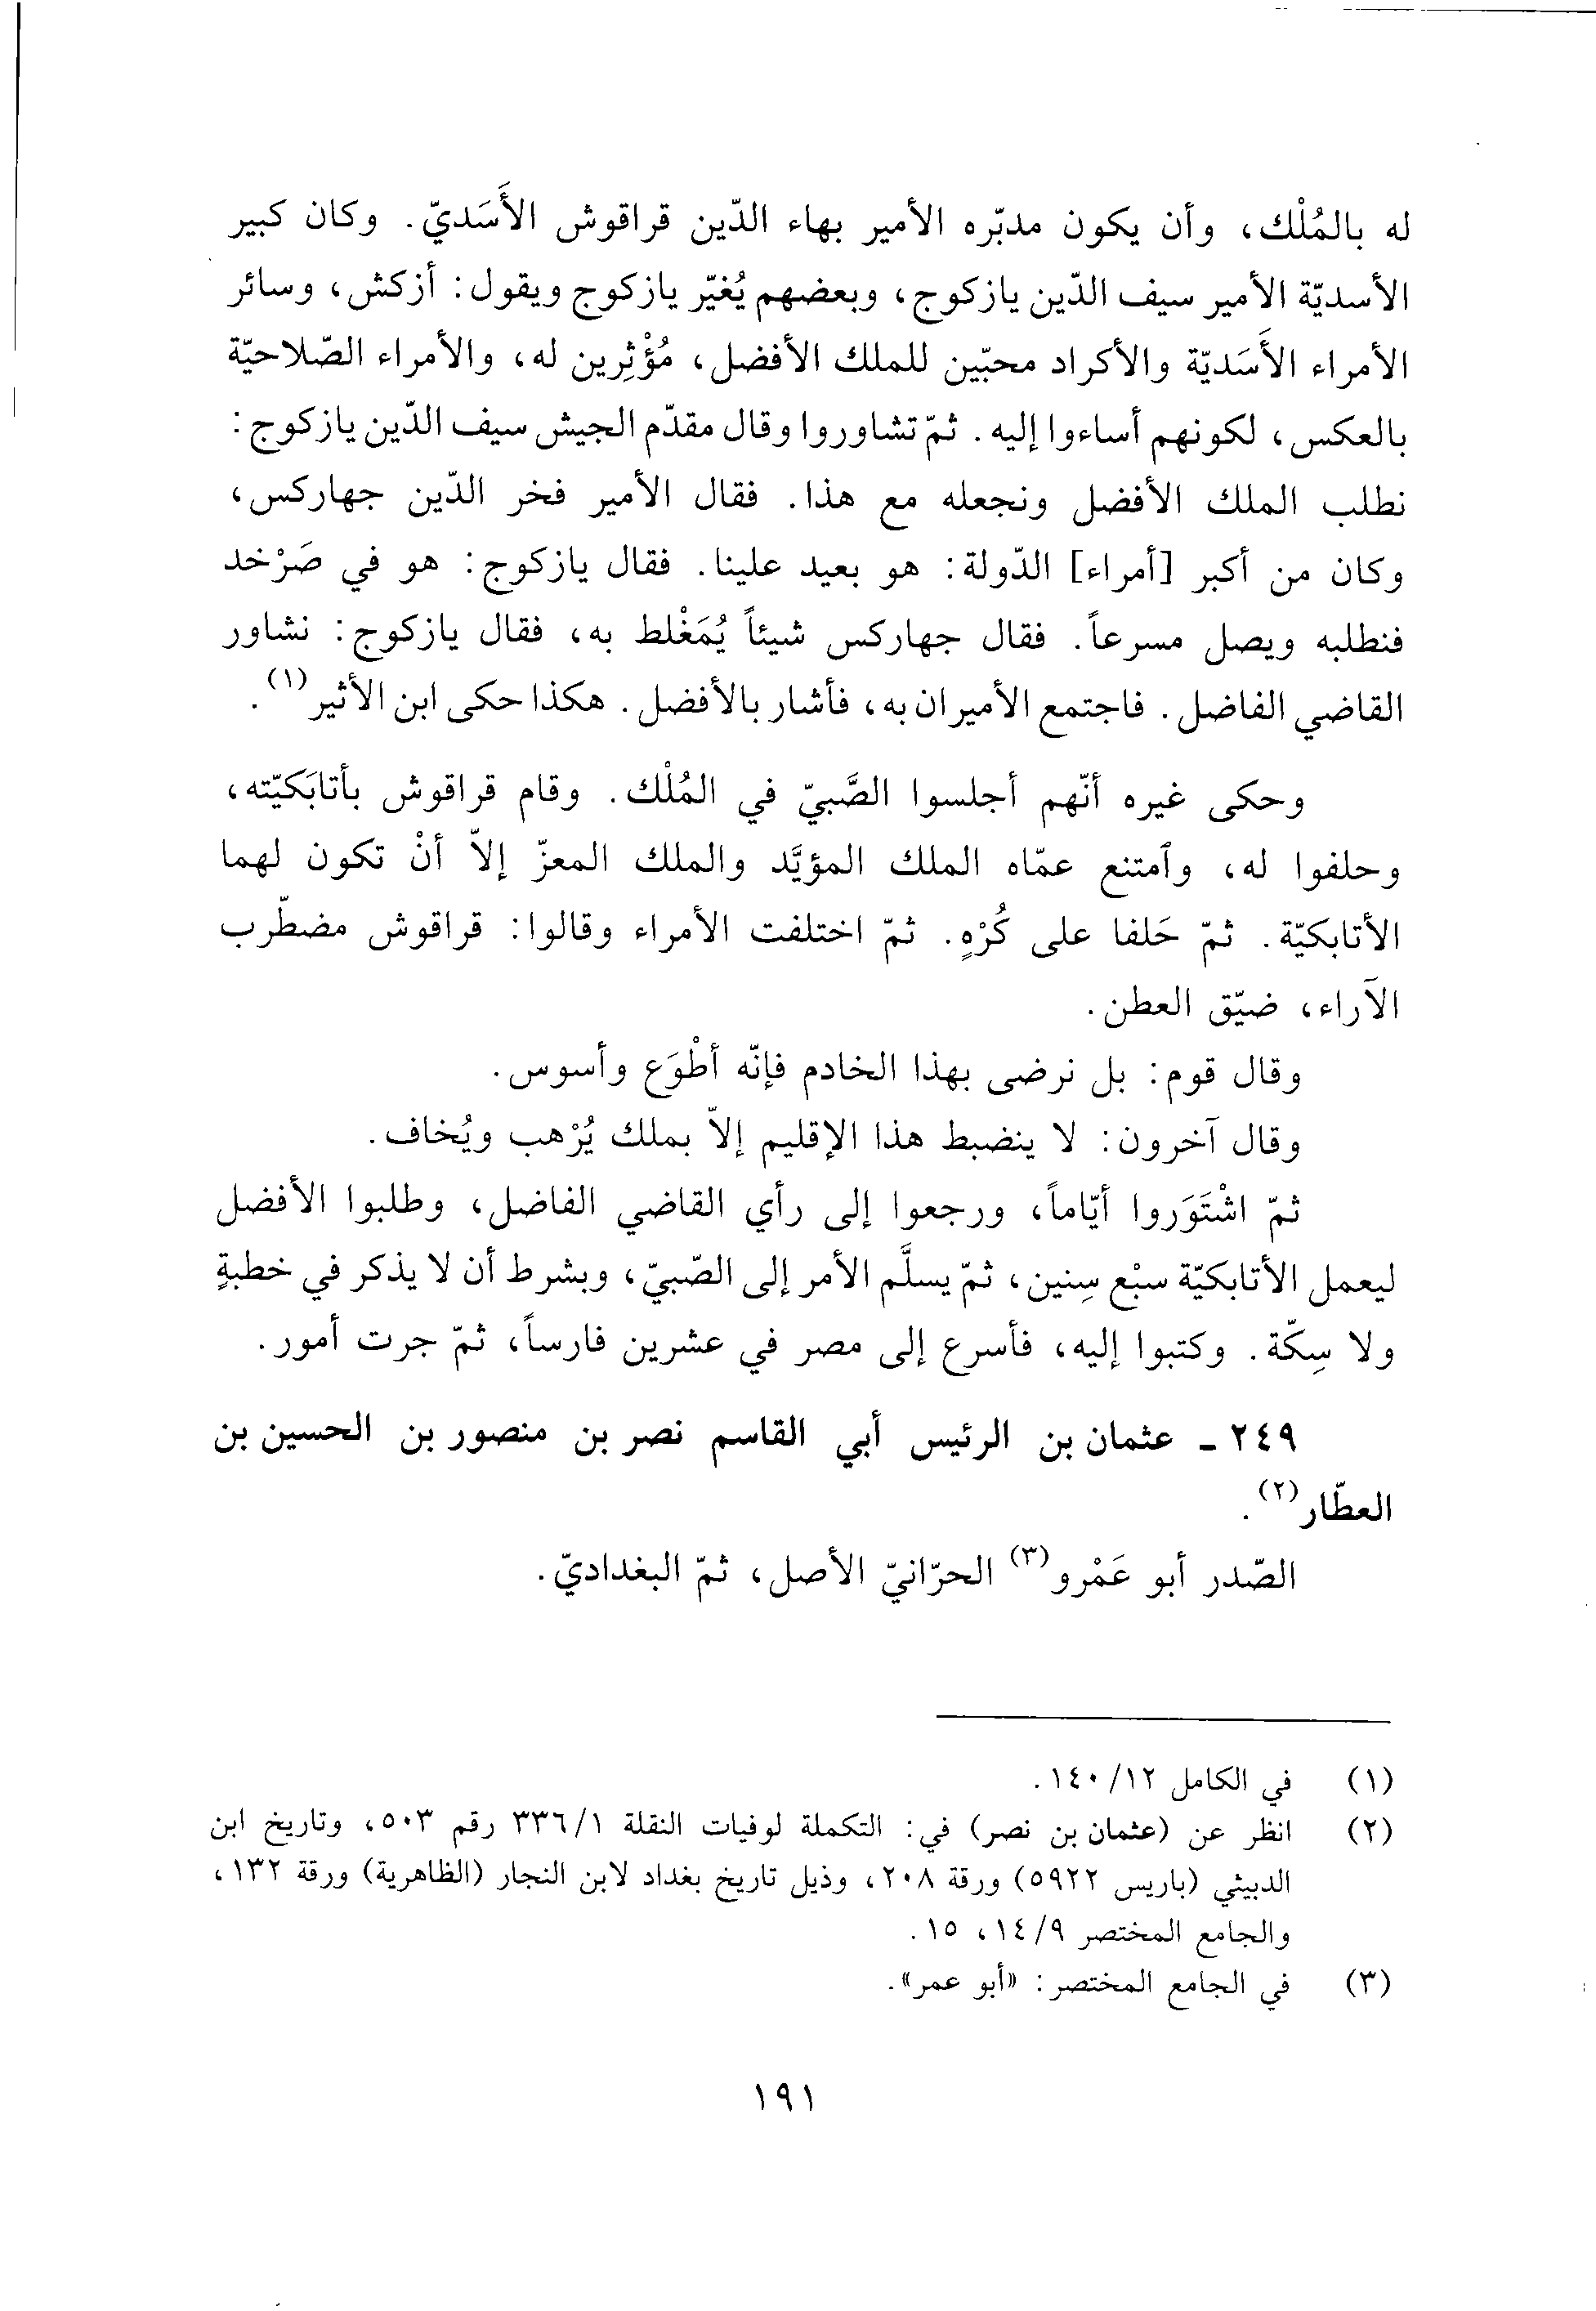 له بالمُلْك، وأن يكون مدبّره الأمير بهاء الدّين قراقوش الأَسَديّ. وكان كبير
الأسديّة الأمير سيف الدّين يازكوج، وبعضهم يُغيّر يازكوج ويقول: أزكش، وسائر
الأمراء الأَسَديّة والأكراد محبّين للملك الأفضل، مُؤْثِرين له، والأمراء الصّلاحيّة
بالعكس، لكونهم أساءوا إليه. ثمّ تشاوروا وقال مقدّم الجيش سيف الدّين يازكوج:
نطلب الملك الأفضل ونجعله مع هذا. فقال الأمير فخر الدّين جهاركس،
وكان من أكبر [أمراء] الدّولة: هو بعيد علينا. فقال يازكوج: هو في صَرْخد
فنطلبه ويصل مسرعاً. فقال جهاركس شيئاً يُمَغْلط به، فقال يازكوج: نشاور
القاضي الفاضل. فاجتمع الأميران به، فأشار بالأفضل. هكذا حكى ابن الأثير(١).
وحكى غيره أنّهم أجلسوا الصَّبيّ في المُلْك. وقام قراقوش بأتابَكيّته،
وحلفوا له، وٱمتنع عمّاه الملك المؤيَّد والملك المعزّ إلاّ أنْ تكون لهما
الأتابكيّة. ثمّ حَلفا على كُرْهٍ. ثمّ اختلفت الأمراء وقالوا: قراقوش مضطّرب
الآراء، ضيّق العطن.
وقال قوم: بل نرضى بهذا الخادم فإنّه أطْوَع وأسوس.
وقال آخرون: لا ينضبط هذا الإقليم إلاّ بملك يُرْهب ويُخاف.
ثمّ اشْتَوَروا أيّاماً، ورجعوا إلى رأي القاضي الفاضل، وطلبوا الأفضل
ليعمل الأتابكيّة سبْع سِنين، ثمّ يسلَّم الأمر إلى الصّبيّ، وبشرط أن لا يذكر في خطبةٍ
ولا سِكّة. وكتبوا إليه، فأسرع إلى مصر في عشرين فارساً، ثمّ جرت أمور.
٢٤٩ - عثمان بن الرئيس أبي القاسم نصر بن منصور بن الحسين بن
العطّار(٢).
الصّدر أبو عَمْرو(٣) الحرّانيّ الأصل، ثمّ البغداديّ.
(١) في الكامل ١٤٠/١٢.
(٢) انظر عن (عثمان بن نصر) في: التكملة لوفيات النقلة ٣٣٦/١ رقم ٥٠٣، وتاريخ ابن
الدبيثي (باريس ٥٩٢٢) ورقة ٢٠٨، وذيل تاريخ بغداد لابن النجار (الظاهرية) ورقة ١٣٢،
والجامع المختصر ١٤/٩، ١٥.
(٣) في الجامع المختصر: «أبو عمر».
١٩١